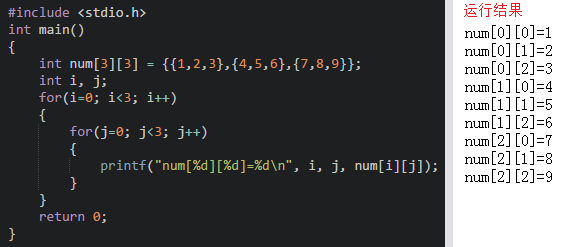 #include <stdio.h>
int main()
{
    int num[3][3] = {{1,2,3},{4,5,6},{7,8,9}};
    int i, j;
    for(i=0; i<3; i++)
    {
        for(j=0; j<3; j++)
        {
            printf("num[%d][%d]=%d\n", i, j, num[i][j]);
        }
    }
    return 0;
}
运行结果
num[0][0]=1
num[0][1]=2
num[0][2]=3
num[1][0]=4
num[1][1]=5
num[1][2]=6
num[2][0]=7
num[2][1]=8
num[2][2]=9